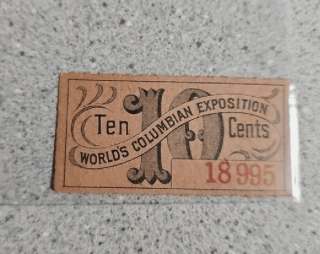 Ten 10 Cents
WORLD'S COLUMBIAN EXPOSITION
18995